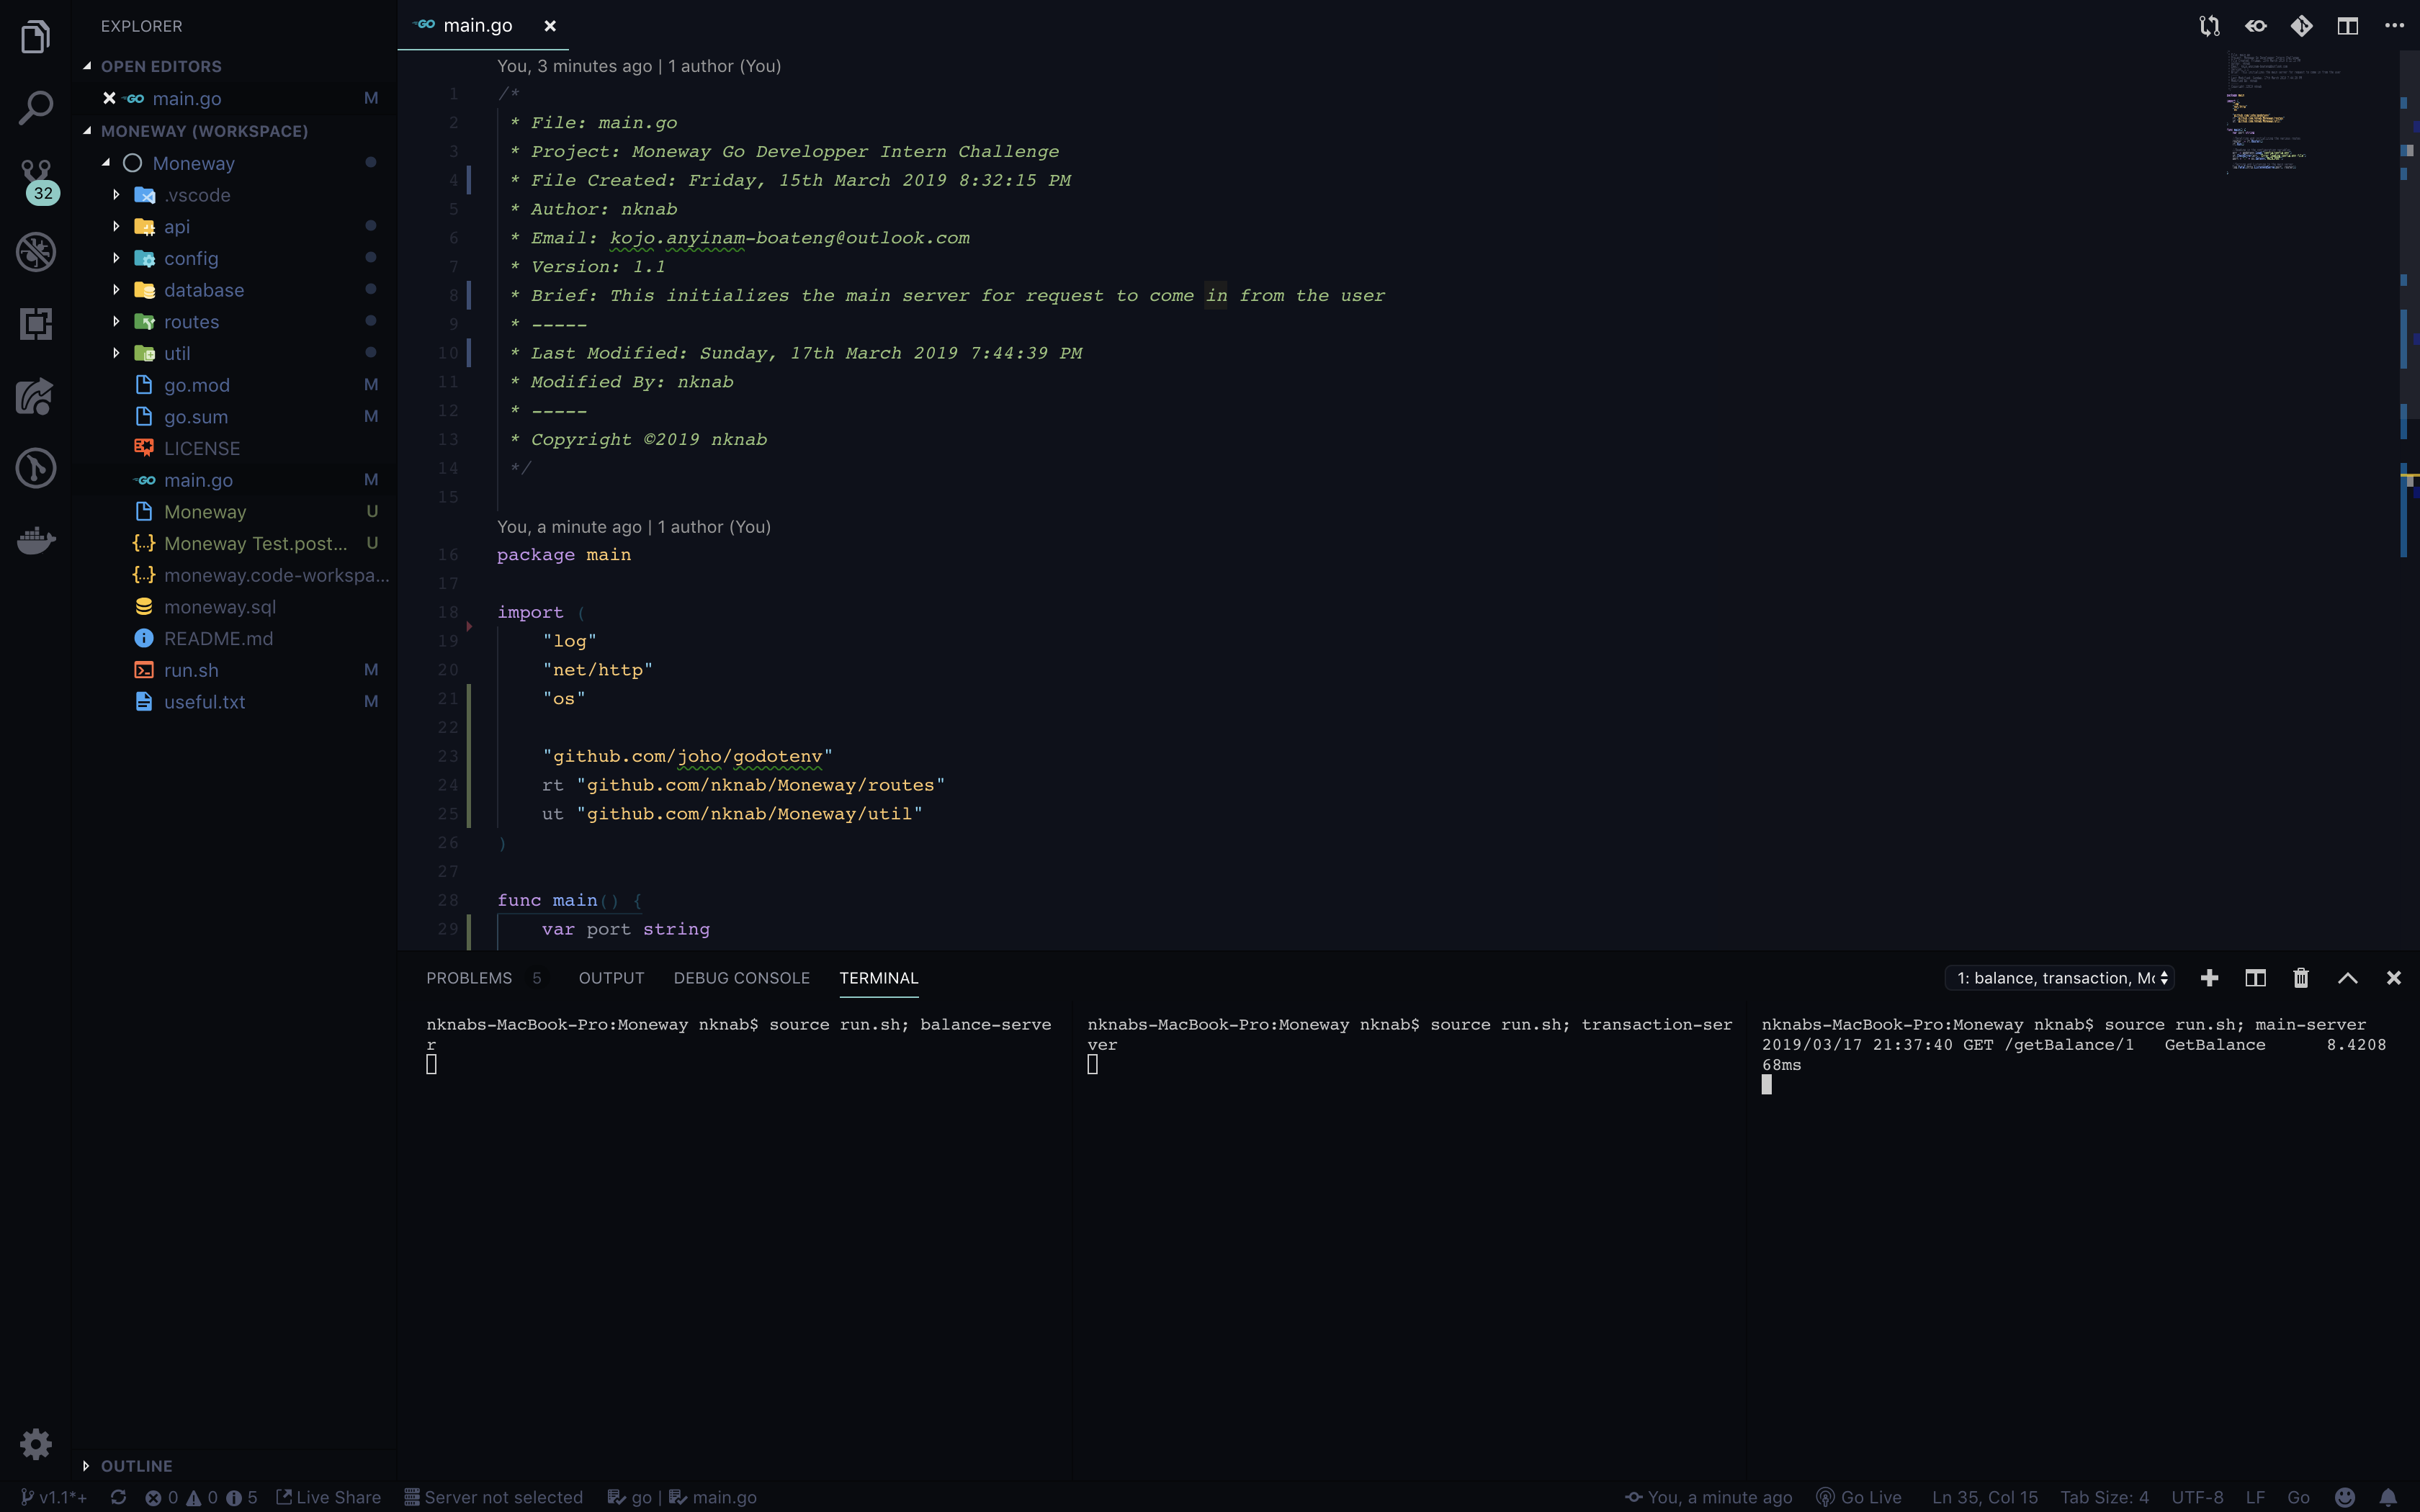 EXPLORER
OPEN EDITORS
main.go M
MONEWAY (WORKSPACE)
Moneway
.vscode
api
config
database
routes
util
go.mod M
go.sum M
LICENSE
main.go M
Moneway U
Moneway Test.post... U
moneway.code-workspa...
moneway.sql
README.md
run.sh M
useful.txt M
OUTLINE
32
GO main.go
You, 3 minutes ago | 1 author (You)
1 /*
2 * File: main.go
3 * Project: Moneway Go Developper Intern Challenge
4 * File Created: Friday, 15th March 2019 8:32:15 PM
5 * Author: nknab
6 * Email: kojo.anyinam-boateng@outlook.com
7 * Version: 1.1
8 * Brief: This initializes the main server for request to come in from the user
9 * -----
10 * Last Modified: Sunday, 17th March 2019 7:44:39 PM
11 * Modified By: nknab
12 * -----
13 * Copyright ©2019 nknab
14 */
15
You, a minute ago | 1 author (You)
16 package main
17
18 import (
19 "log"
20 "net/http"
21 "os"
22
23 "github.com/joho/godotenv"
24 rt "github.com/nknab/Moneway/routes"
25 ut "github.com/nknab/Moneway/util"
26 )
27
28 func main() {
29 var port string
PROBLEMS 5 OUTPUT DEBUG CONSOLE TERMINAL 1: balance, transaction, Mo
nknabs-MacBook-Pro:Moneway nknab$ source run.sh; balance-serve
r
nknabs-MacBook-Pro:Moneway nknab$ source run.sh; transaction-ser
ver
nknabs-MacBook-Pro:Moneway nknab$ source run.sh; main-server
2019/03/17 21:37:40 GET /getBalance/1 GetBalance 8.4208
68ms
v1.1*+ 0 0 5 Live Share Server not selected go | main.go You, a minute ago Go Live Ln 35, Col 15 Tab Size: 4 UTF-8 LF Go